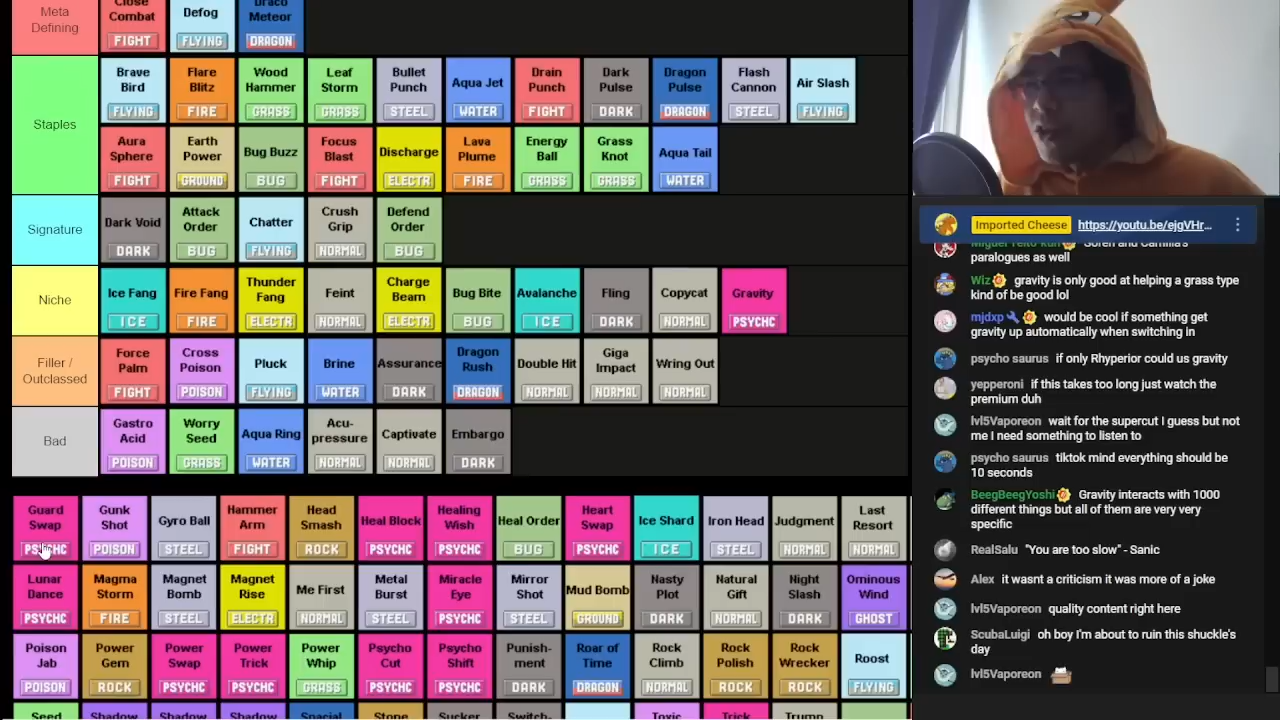 Meta
Defining
Close
Combat
FIGHT
Defog
FLYING
Draco
Meteor
DRAGON
Staples
Brave
Bird
FLYING
Flare
Blitz
FIRE
Wood
Hammer
GRASS
Leaf
Storm
GRASS
Bullet
Punch
STEEL
Aqua Jet
WATER
Drain
Punch
FIGHT
Dark
Pulse
DARK
Dragon
Pulse
DRAGON
Flash
Cannon
STEEL
Air Slash
FLYING
Aura
Sphere
FIGHT
Earth
Power
GROUND
Bug Buzz
BUG
Focus
Blast
FIGHT
Discharge
ELECTR
Lava
Plume
FIRE
Energy
Ball
GRASS
Grass
Knot
GRASS
Aqua Tail
WATER
Signature
Dark Void
DARK
Attack
Order
BUG
Chatter
FLYING
Crush
Grip
NORMAL
Defend
Order
BUG
Niche
Ice Fang
ICE
Fire Fang
FIRE
Thunder
Fang
ELECTR
Feint
NORMAL
Charge
Beam
ELECTR
Bug Bite
BUG
Avalanche
ICE
Fling
DARK
Copycat
NORMAL
Gravity
PSYCHC
Filler /
Outclassed
Force
Palm
FIGHT
Cross
Poison
POISON
Pluck
FLYING
Brine
WATER
Assurance
DARK
Dragon
Rush
DRAGON
Double Hit
NORMAL
Giga
Impact
NORMAL
Wring Out
NORMAL
Bad
Gastro
Acid
POISON
Worry
Seed
GRASS
Aqua Ring
WATER
Acu-
pressure
NORMAL
Captivate
NORMAL
Embargo
DARK
Guard
Swap
PSYCHC
Gunk
Shot
POISON
Gyro Ball
STEEL
Hammer
Arm
FIGHT
Head
Smash
ROCK
Heal Block
PSYCHC
Healing
Wish
PSYCHC
Heal Order
BUG
Heart
Swap
PSYCHC
Ice Shard
ICE
Iron Head
STEEL
Judgment
NORMAL
Last
Resort
NORMAL
Lunar
Dance
PSYCHC
Magma
Storm
FIRE
Magnet
Bomb
STEEL
Magnet
Rise
ELECTR
Me First
NORMAL
Metal
Burst
STEEL
Miracle
Eye
PSYCHC
Mirror
Shot
STEEL
Mud Bomb
GROUND
Nasty
Plot
DARK
Natural
Gift
NORMAL
Night
Slash
DARK
Ominous
Wind
GHOST
Poison
Jab
POISON
Power
Gem
ROCK
Power
Swap
PSYCHC
Power
Trick
PSYCHC
Power
Whip
GRASS
Psycho
Cut
PSYCHC
Psycho
Shift
PSYCHC
Punish-
ment
DARK
Roar of
Time
DRAGON
Rock
Climb
NORMAL
Rock
Polish
ROCK
Rock
Wrecker
ROCK
Roost
FLYING
Seed
Shadow
Shadow
Shadow
Spacial
Stone
Sucker
Switch-
Toxic
Trick
Trump
Imported Cheese https://youtu.be/ejgVHr...
Miguel Teito Kun Soren and Camilla's
paralogues as well
Wiz gravity is only good at helping a grass type
kind of be good lol
mjdxp would be cool if something get
gravity up automatically when switching in
psycho saurus if only Rhyperior could us gravity
yepperoni if this takes too long just watch the
premium duh
lvl5Vaporeon wait for the supercut I guess but not
me I need something to listen to
psycho saurus tiktok mind everything should be
10 seconds
BeegBeegYoshi Gravity interacts with 1000
different things but all of them are very very
specific
RealSalu "You are too slow" - Sanic
Alex it wasnt a criticism it was more of a joke
lvl5Vaporeon quality content right here
ScubaLuigi oh boy I'm about to ruin this shuckle's
day
lvl5Vaporeon